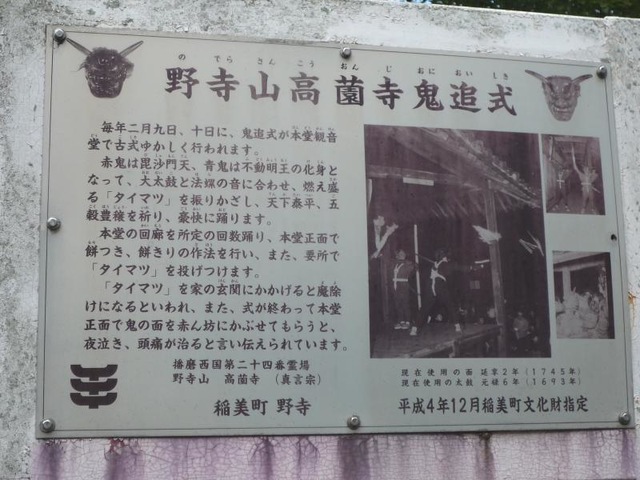 のでらさんこうおんじおにおいしき
野寺山高薗寺鬼追式
毎年二月九日、十日に、鬼追式が本堂観音
堂で古式ゆかしく行われます。
赤鬼は毘沙門天、青鬼は不動明王の化身と
なって、大太鼓と法螺の音に合わせ、燃え盛
る「タイマツ」を振りかざし、天下泰平、五
穀豊穣を祈り、豪快に踊ります。
本堂の回廊を所定の回数踊り、本堂正面で
餅つき、餅きりの作法を行い、また、要所で
「タイマツ」を投げつけます。
「タイマツ」を家の玄関にかかげると魔除
けになるといわれ、また、式が終わって本堂
正面で鬼の面を赤ん坊にかぶせてもらうと、
夜泣き、頭痛が治ると言い伝えられています。
播磨西国第二十四番霊場
野寺山 高薗寺 (真言宗)
稲美町 野寺
現在使用の面 延享2年 (1745年)
現在使用の太鼓 元禄6年 (1693年)
平成4年12月稲美町文化財指定